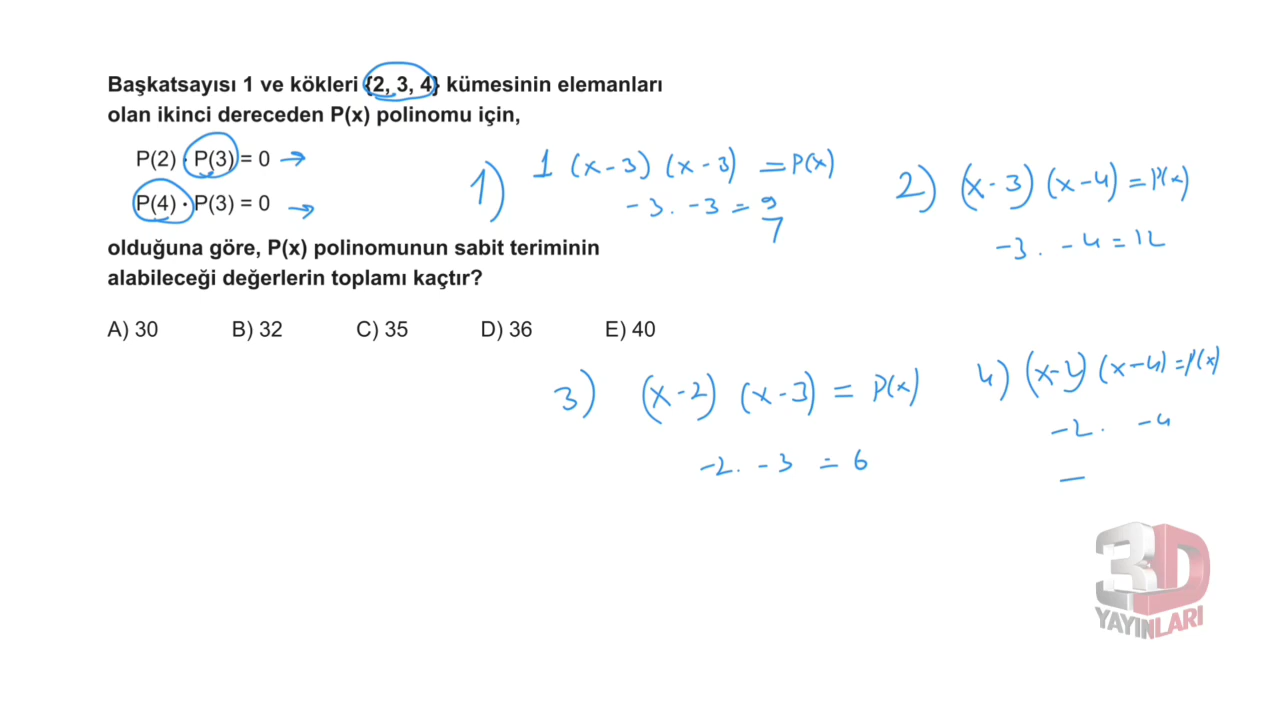 Başkatsayısı 1 ve kökleri {2, 3, 4} kümesinin elemanları
olan ikinci dereceden P(x) polinomu için,
P(2) · P(3) = 0 →
P(4) · P(3) = 0 →
olduğuna göre, P(x) polinomunun sabit teriminin
alabileceği değerlerin toplamı kaçtır?
A) 30 B) 32 C) 35 D) 36 E) 40
1) 1 (x-3) (x-3) = P(x)
-3 . -3 = 9
7
2) (x-3) (x-4) = P(x)
-3 . -4 = 12
3) (x-2) (x-3) = P(x)
-2 . -3 = 6
4) (x-4) (x-4) = P(x)
-2 . -4
—
3D
YAYINLARI